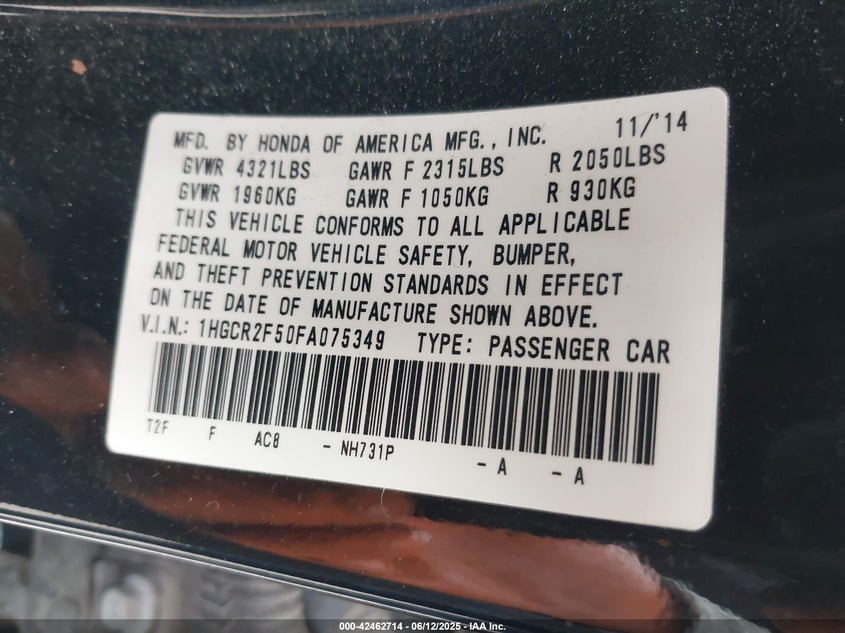 MFD. BY HONDA OF AMERICA MFG., INC. 11/'14
GVWR 4321LBS GAWR F 2315LBS R 2050LBS
GVWR 1960KG GAWR F 1050KG R 930KG
THIS VEHICLE CONFORMS TO ALL APPLICABLE
FEDERAL MOTOR VEHICLE SAFETY, BUMPER,
AND THEFT PREVENTION STANDARDS IN EFFECT
ON THE DATE OF MANUFACTURE SHOWN ABOVE.
V.I.N.: 1HGCR2F50FA075349 TYPE: PASSENGER CAR
T2F F AC8 - NH731P - A - A
000-42462714 - 06/12/2025 - IAA Inc.